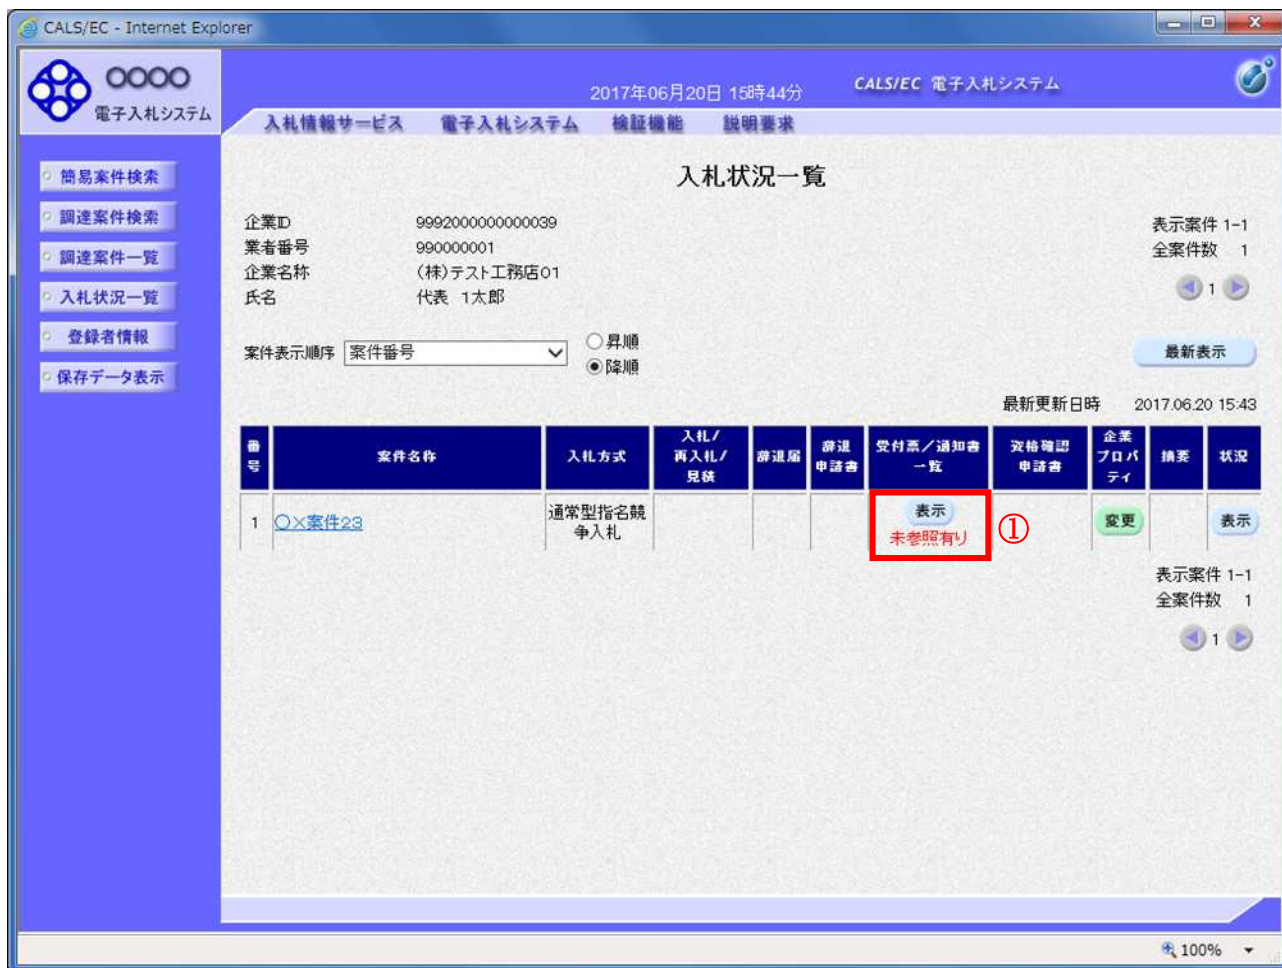 CALS/EC - Internet Explorer
○○○○
電子入札システム
2017年06月20日 15時44分
CALS/EC 電子入札システム
入札情報サービス 電子入札システム 検証機能 説明要求
簡易案件検索
調達案件検索
調達案件一覧
入札状況一覧
登録者情報
保存データ表示
入札状況一覧
企業ID 9992000000000039
業者番号 990000001
企業名称 (株)テスト工務店01
氏名 代表 1太郎
表示案件 1-1
全案件数 1
1
案件表示順序 案件番号
昇順
降順
最新表示
最新更新日時 2017.06.20 15:43
番号 案件名称 入札方式 入札/再入札/見積 辞退届 辞退申請書 受付票/通知書一覧 資格確認申請書 企業プロパティ 摘要 状況
1 ○×案件23 通常型指名競争入札 表示 未参照有り 変更 表示
①
表示案件 1-1
全案件数 1
1
100%